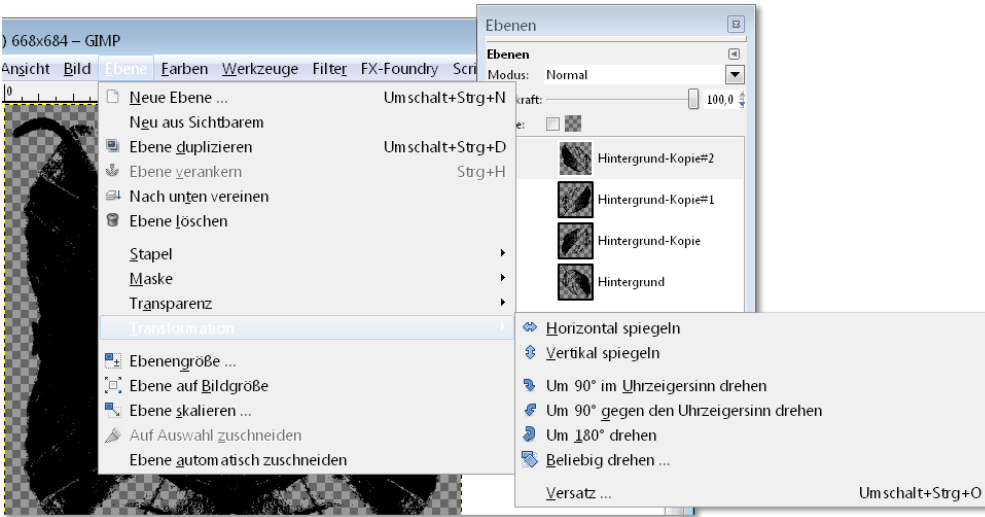 ) 668x684 – GIMP
Ansicht Bild Ebene Farben Werkzeuge Filter FX-Foundry Scri
0
Neue Ebene ... Umschalt+Strg+N
Neu aus Sichtbarem
Ebene duplizieren Umschalt+Strg+D
Ebene verankern Strg+H
Nach unten vereinen
Ebene löschen
Stapel
Maske
Transparenz
Transformation
Ebenengröße ...
Ebene auf Bildgröße
Ebene skalieren ...
Auf Auswahl zuschneiden
Ebene automatisch zuschneiden
Ebenen
Ebenen
Modus: Normal
kraft: 100,0
e:
Hintergrund-Kopie#2
Hintergrund-Kopie#1
Hintergrund-Kopie
Hintergrund
Horizontal spiegeln
Vertikal spiegeln
Um 90° im Uhrzeigersinn drehen
Um 90° gegen den Uhrzeigersinn drehen
Um 180° drehen
Beliebig drehen ...
Versatz ... Umschalt+Strg+O